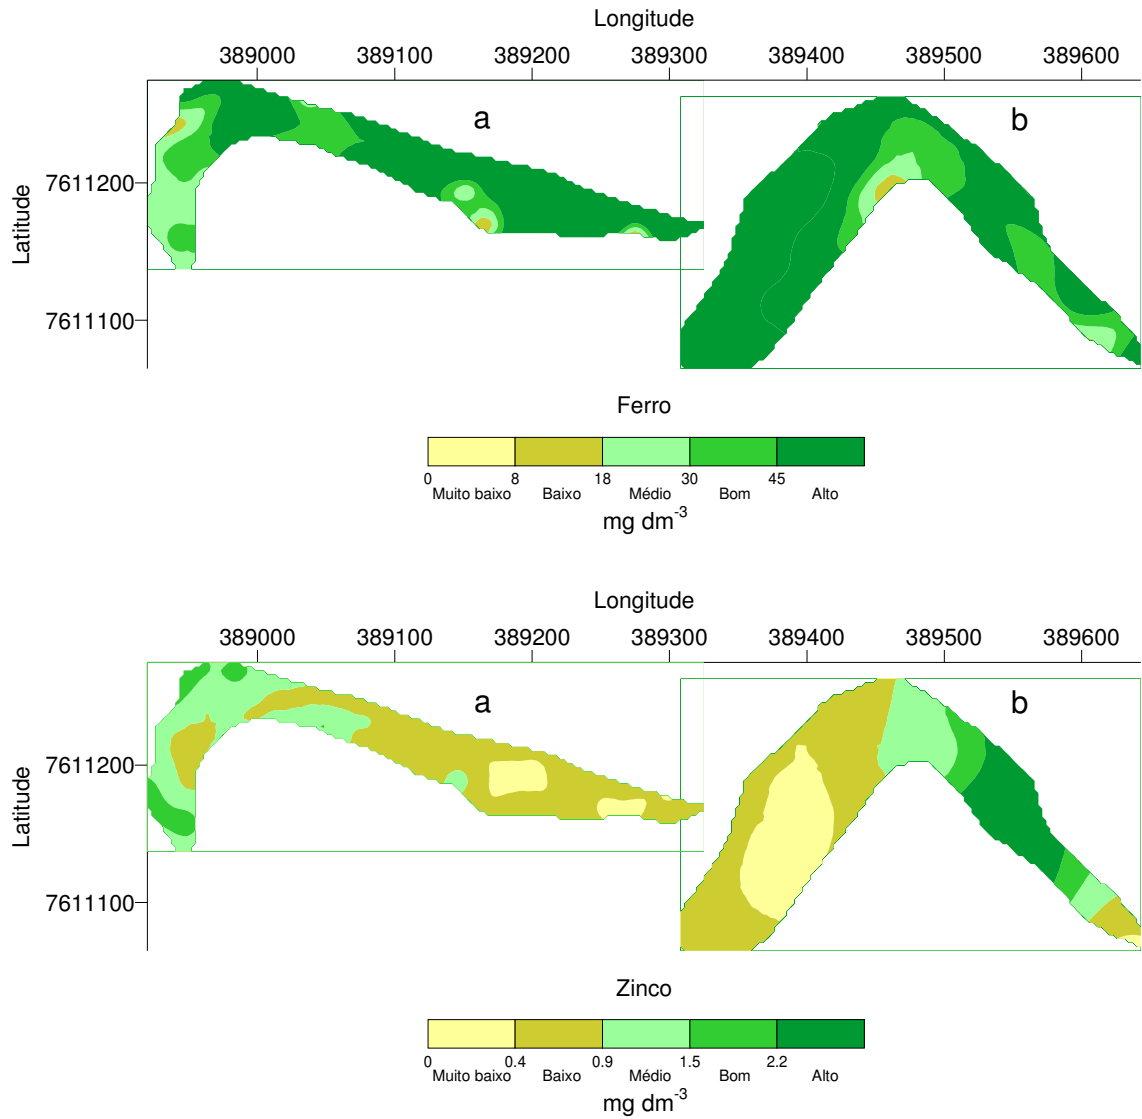 Longitude
389000 389100 389200 389300 389400 389500 389600
a
b
Latitude
7611200
7611100
Ferro
0 8 18 30 45
Muito baixo Baixo Médio Bom Alto
mg dm-3
Longitude
389000 389100 389200 389300 389400 389500 389600
a
b
Latitude
7611200
7611100
Zinco
0 0.4 0.9 1.5 2.2
Muito baixo Baixo Médio Bom Alto
mg dm-3